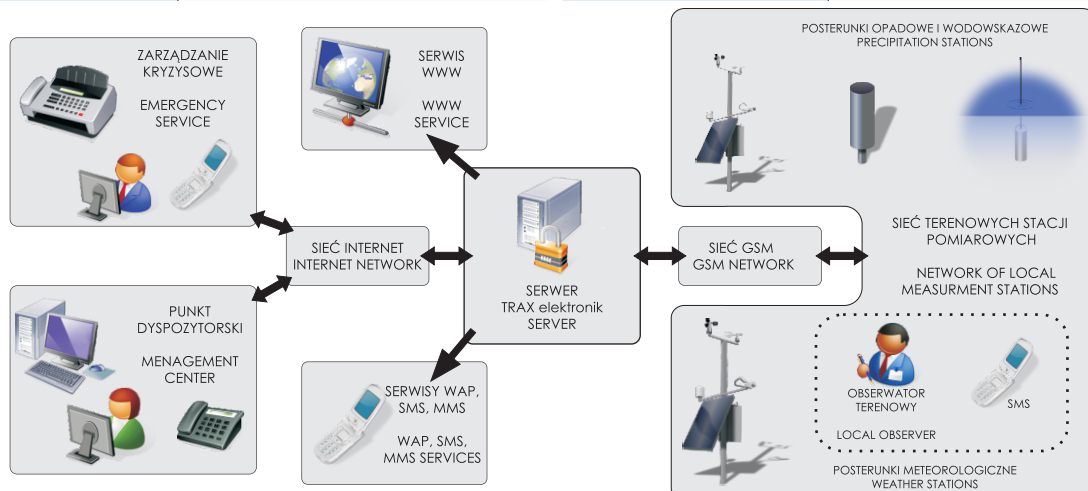 ZARZĄDZANIE
KRYZYSOWE
EMERGENCY
SERVICE
SERWIS
WWW
WWW
SERVICE
POSTERUNKI OPADOWE I WODOWSKAZOWE
PRECIPITATION STATIONS
SIEĆ INTERNET
INTERNET NETWORK
SERWER
TRAX elektronik
SERVER
SIEĆ GSM
GSM NETWORK
SIEĆ TERENOWYCH STACJI
POMIAROWYCH
NETWORK OF LOCAL
MEASURMENT STATIONS
PUNKT
DYSPOZYTORSKI
MENAGEMENT
CENTER
SERWISY WAP,
SMS, MMS
WAP, SMS,
MMS SERVICES
OBSERWATOR
TERENOWY
SMS
LOCAL OBSERVER
POSTERUNKI METEOROLOGICZNE
WEATHER STATIONS